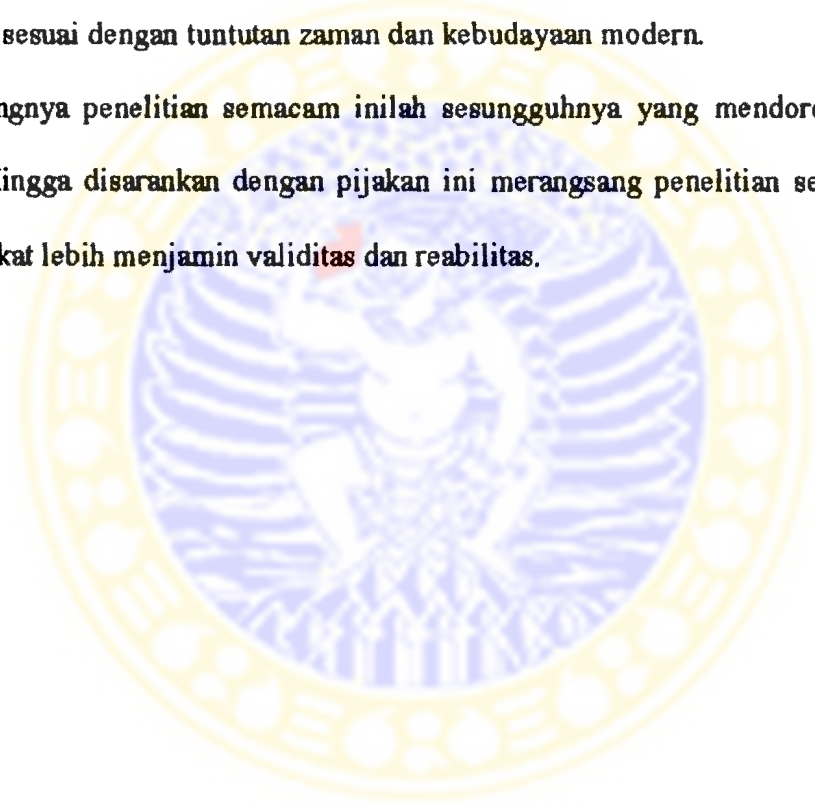 sesuai dengan tuntutan zaman dan kebudayaan modern.
ngnya penelitian semacam inilah sesungguhnya yang mendor
ingga disarankan dengan pijakan ini merangsang penelitian se
kat lebih menjamin validitas dan reabilitas.